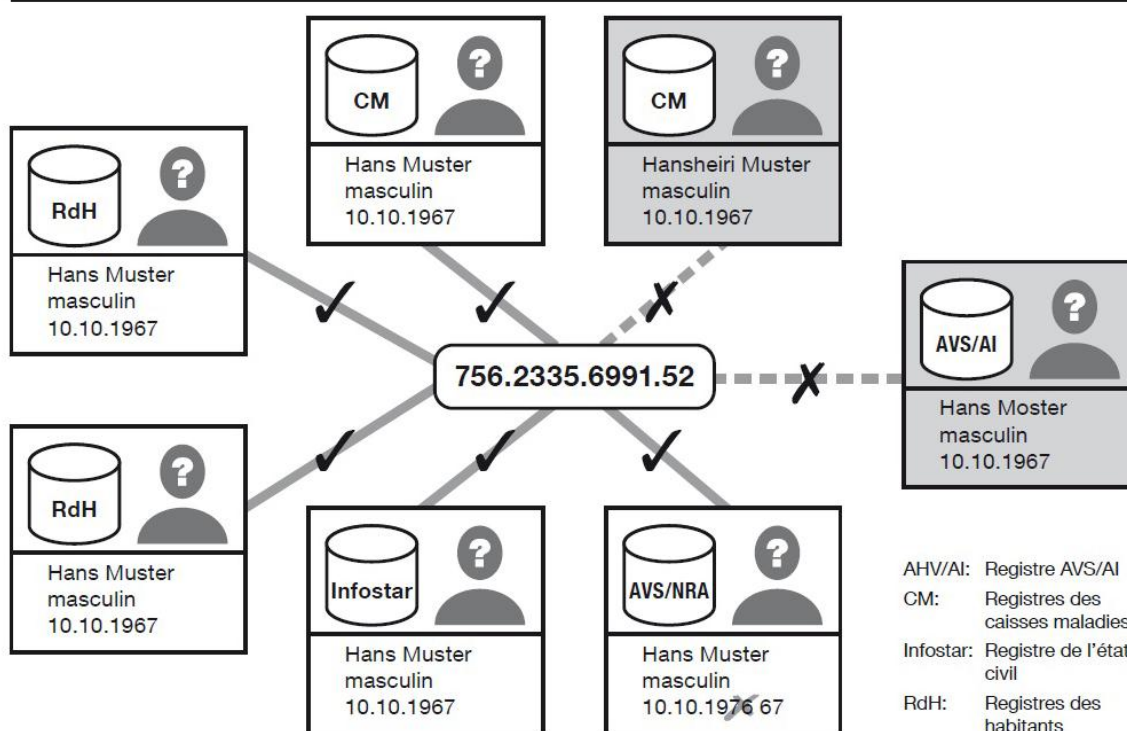 CM
?
Hans Muster
masculin
10.10.1967
CM
?
Hansheiri Muster
masculin
10.10.1967
RdH
?
Hans Muster
masculin
10.10.1967
AVS/AI
?
Hans Moster
masculin
10.10.1967
756.2335.6991.52
RdH
?
Hans Muster
masculin
10.10.1967
Infostar
?
Hans Muster
masculin
10.10.1967
AVS/NRA
?
Hans Muster
masculin
10.10.1976 67
AHV/AI: Registre AVS/AI
CM: Registres des
caisses maladies
Infostar: Registre de l'état
civil
RdH: Registres des
habitants